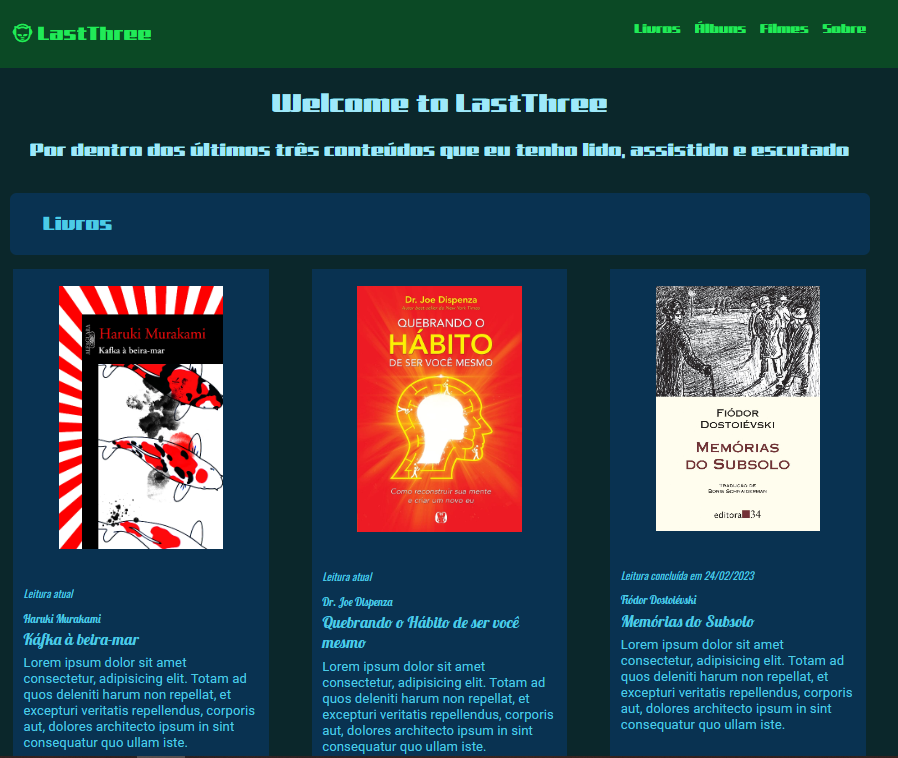 LastThree
Livros Álbuns Filmes Sobre
Welcome to LastThree
Por dentro dos últimos três conteúdos que eu tenho lido, assistido e escutado
Livros
ALFAGUARA
Haruki Murakami
Kafka à beira-mar
Leitura atual
Haruki Murakami
Káfka à beira-mar
Lorem ipsum dolor sit amet
consectetur, adipisicing elit. Totam ad
quos deleniti harum non repellat, et
excepturi veritatis repellendus, corporis
aut, dolores architecto ipsum in sint
consequatur quo ullam iste.
Dr. Joe Dispenza
QUEBRANDO O
HÁBITO
DE SER VOCÊ MESMO
Como reconstruir sua mente
e criar um novo eu
Leitura atual
Dr. Joe Dispenza
Quebrando o Hábito de ser você
mesmo
Lorem ipsum dolor sit amet
consectetur, adipisicing elit. Totam ad
quos deleniti harum non repellat, et
excepturi veritatis repellendus, corporis
aut, dolores architecto ipsum in sint
consequatur quo ullam iste.
FIÓDOR
DOSTOIÉVSKI
MEMÓRIAS
DO SUBSOLO
TRADUÇÃO DE
BORIS SCHNAIDERMAN
editora 34
Leitura concluída em 24/02/2023
Fiódor Dostoiévski
Memórias do Subsolo
Lorem ipsum dolor sit amet
consectetur, adipisicing elit. Totam ad
quos deleniti harum non repellat, et
excepturi veritatis repellendus, corporis
aut, dolores architecto ipsum in sint
consequatur quo ullam iste.